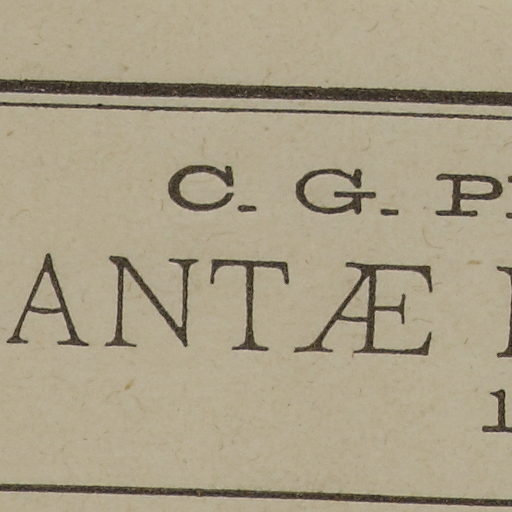 C. G. P
ANTÆ
1